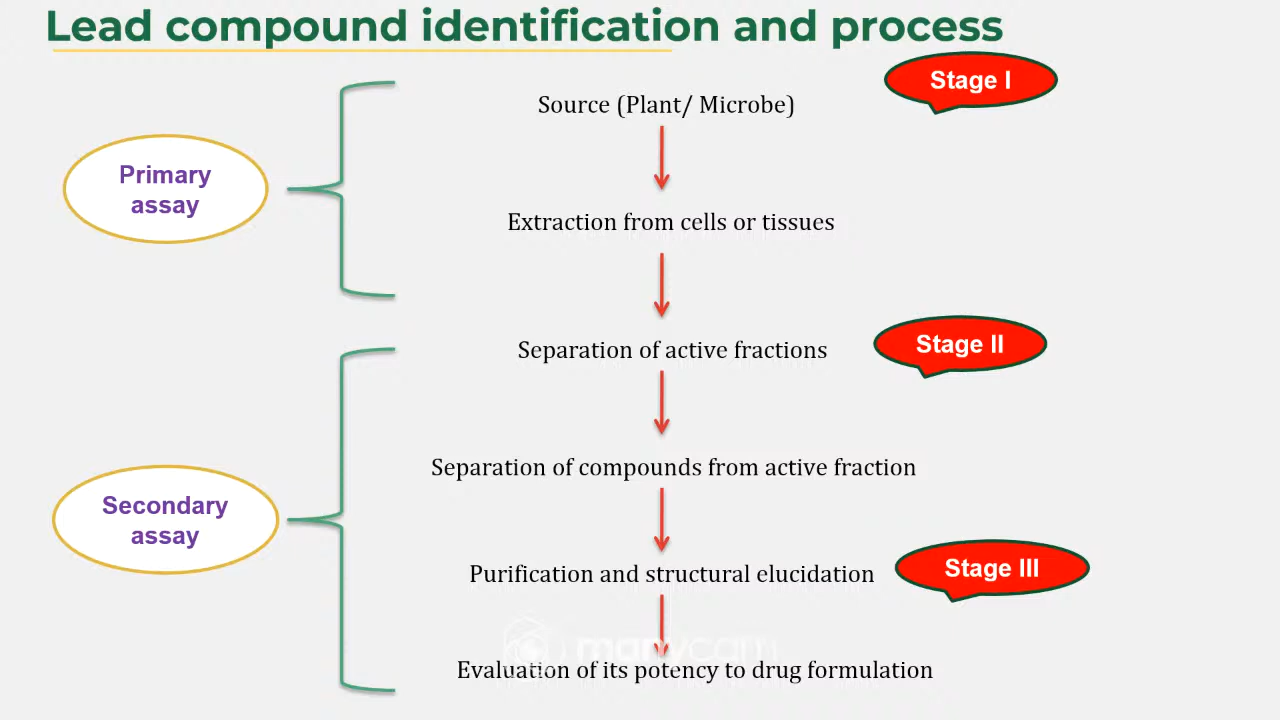 Lead compound identification and process
Stage I
Source (Plant/ Microbe)
Primary
assay
Extraction from cells or tissues
Stage II
Separation of active fractions
Separation of compounds from active fraction
Secondary
assay
Stage III
Purification and structural elucidation
manycam
Evaluation of its potency to drug formulation